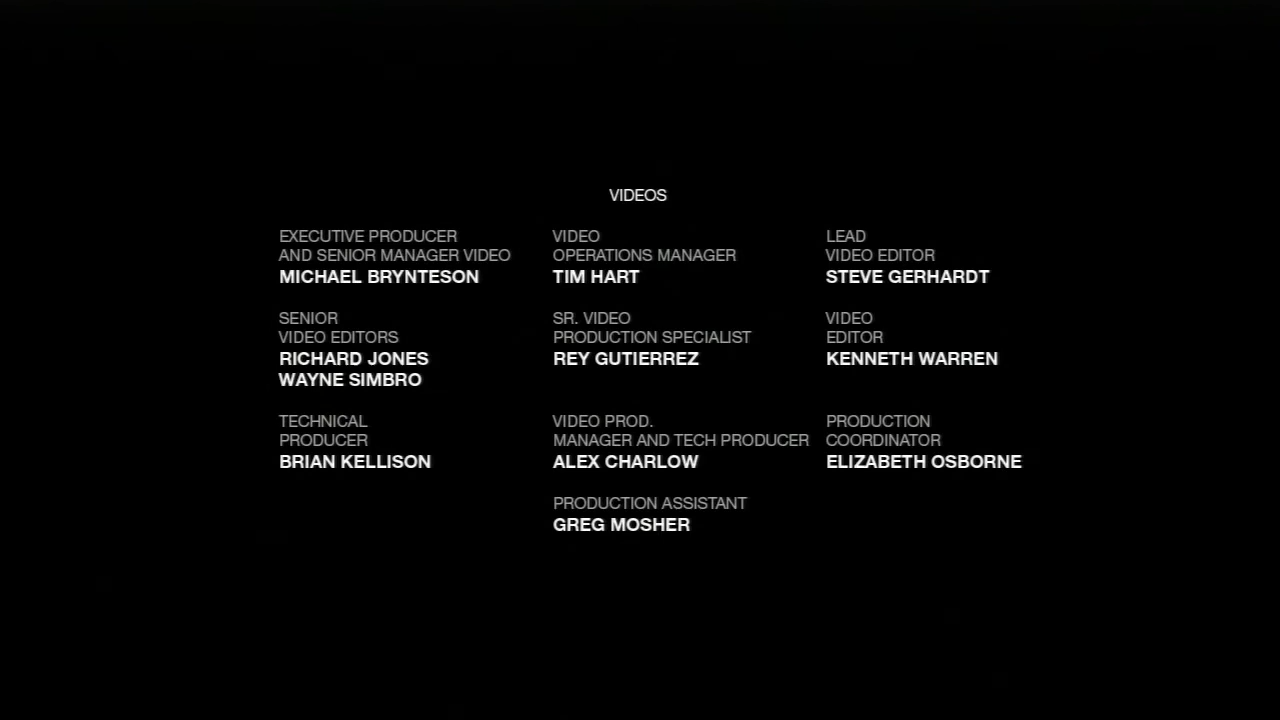 VIDEOS
EXECUTIVE PRODUCER
AND SENIOR MANAGER VIDEO
MICHAEL BRYNTESON
VIDEO
OPERATIONS MANAGER
TIM HART
LEAD
VIDEO EDITOR
STEVE GERHARDT
SENIOR
VIDEO EDITORS
RICHARD JONES
WAYNE SIMBRO
SR. VIDEO
PRODUCTION SPECIALIST
REY GUTIERREZ
VIDEO
EDITOR
KENNETH WARREN
TECHNICAL
PRODUCER
BRIAN KELLISON
VIDEO PROD.
MANAGER AND TECH PRODUCER
ALEX CHARLOW
PRODUCTION
COORDINATOR
ELIZABETH OSBORNE
PRODUCTION ASSISTANT
GREG MOSHER